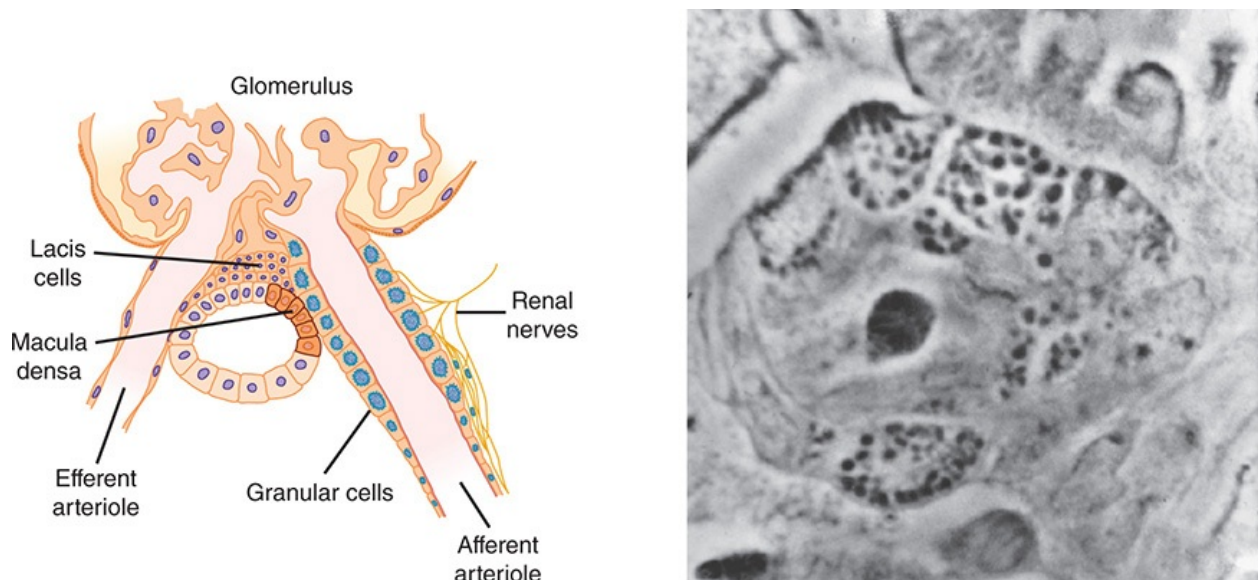 Glomerulus
Lacis
cells
Macula
densa
Renal
nerves
Efferent
arteriole
Granular cells
Afferent
arteriole